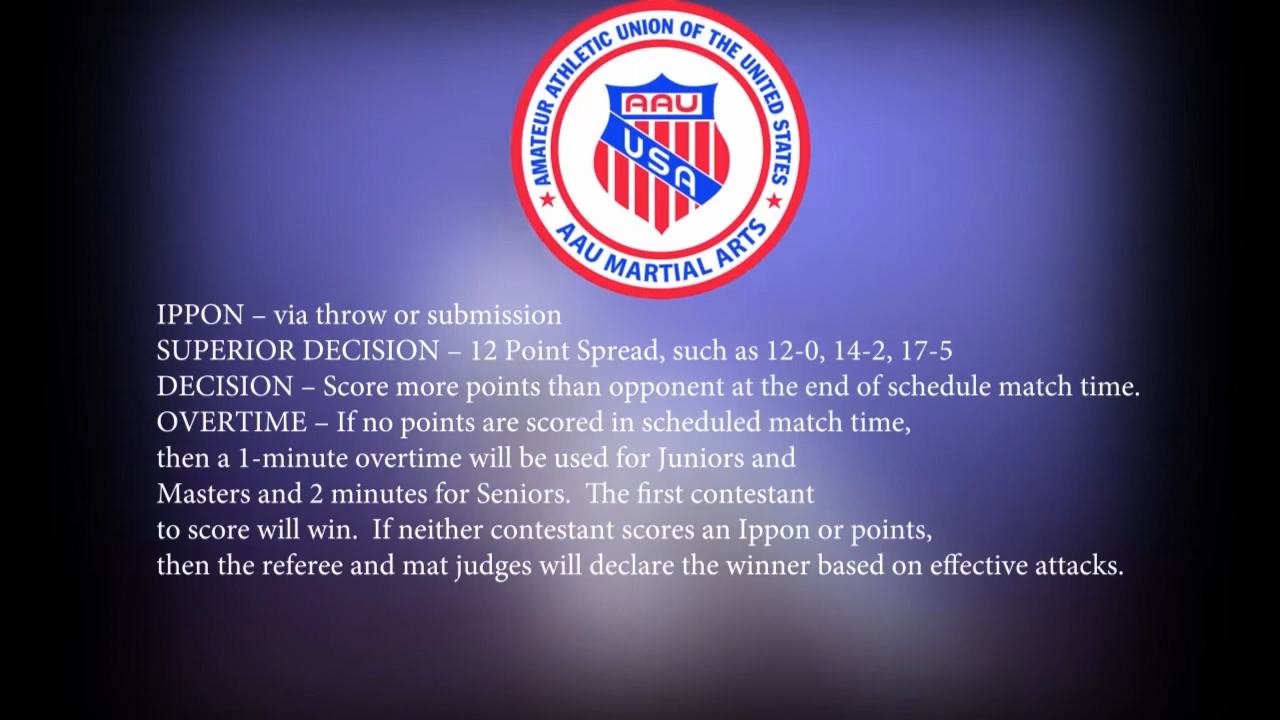 AMATEUR ATHLETIC UNION OF THE UNITED STATES
AAU
USA
AAU MARTIAL ARTS
IPPON – via throw or submission
SUPERIOR DECISION – 12 Point Spread, such as 12-0, 14-2, 17-5
DECISION – Score more points than opponent at the end of schedule match time.
OVERTIME – If no points are scored in scheduled match time,
then a 1-minute overtime will be used for Juniors and
Masters and 2 minutes for Seniors.  The first contestant
to score will win.  If neither contestant scores an Ippon or points,
then the referee and mat judges will declare the winner based on effective attacks.